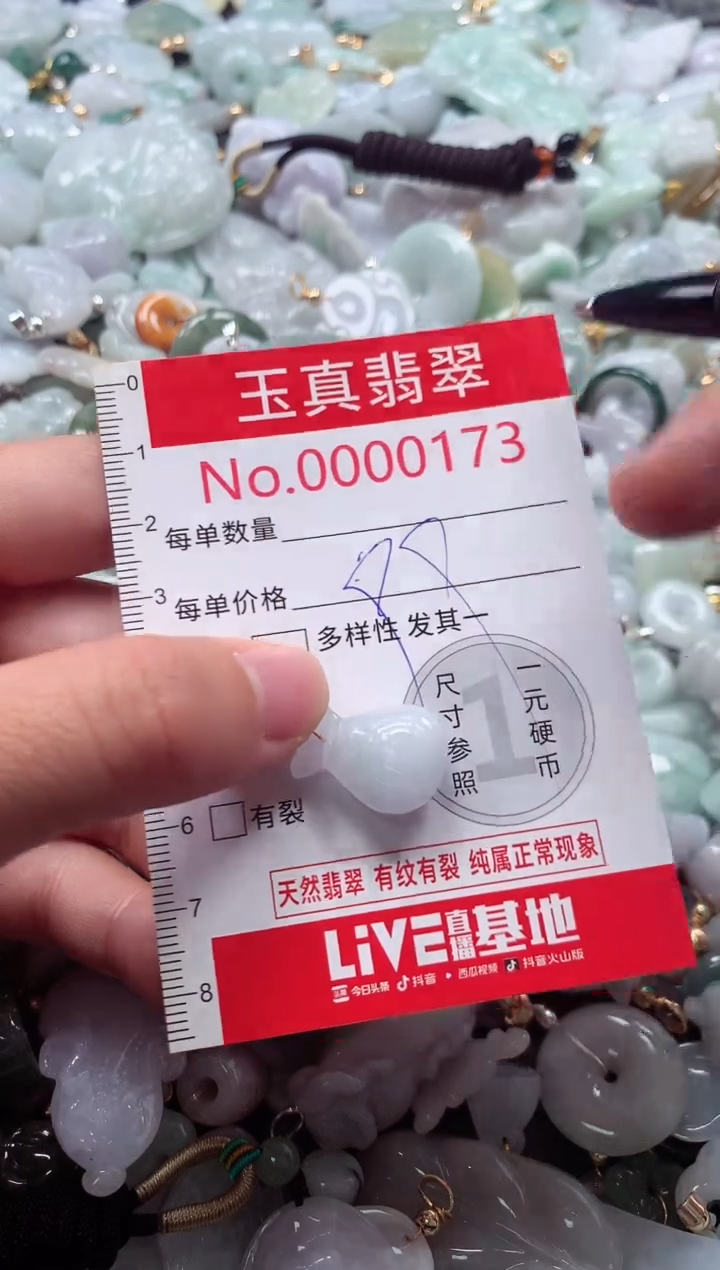 玉真翡翠
No.0000173
每单数量
每单价格 99
多样性 发其一
尺寸参照
一元硬币
1
有裂
天然翡翠 有纹有裂 纯属正常现象
LiVE直播基地
头条 今日头条 抖音 西瓜视频 抖音火山版
0
1
2
3
6
7
8